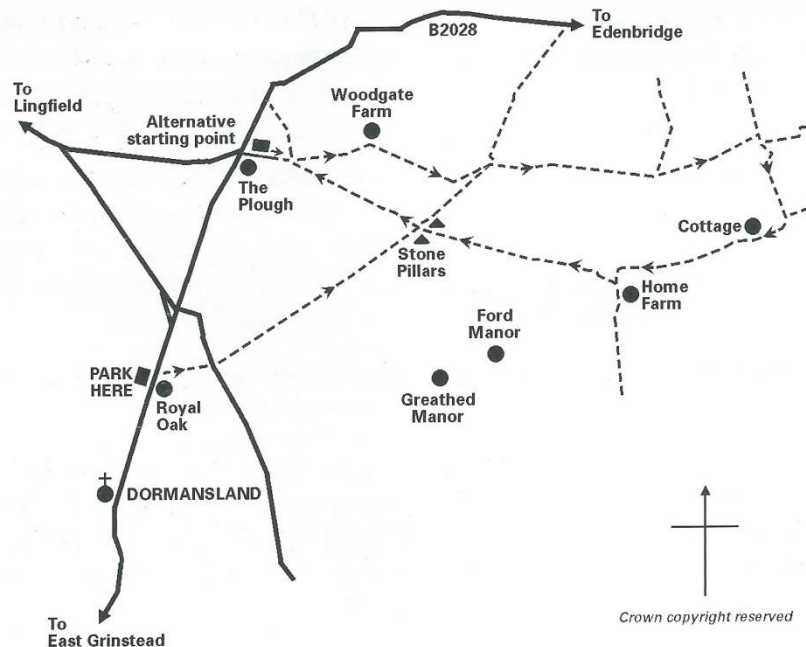 B2028
To
Edenbridge
To
Lingfield
Alternative
starting point
Woodgate
Farm
The
Plough
Stone
Pillars
Cottage
Home
Farm
Ford
Manor
Greathed
Manor
PARK
HERE
Royal
Oak
DORMANSLAND
To
East Grinstead
Crown copyright reserved